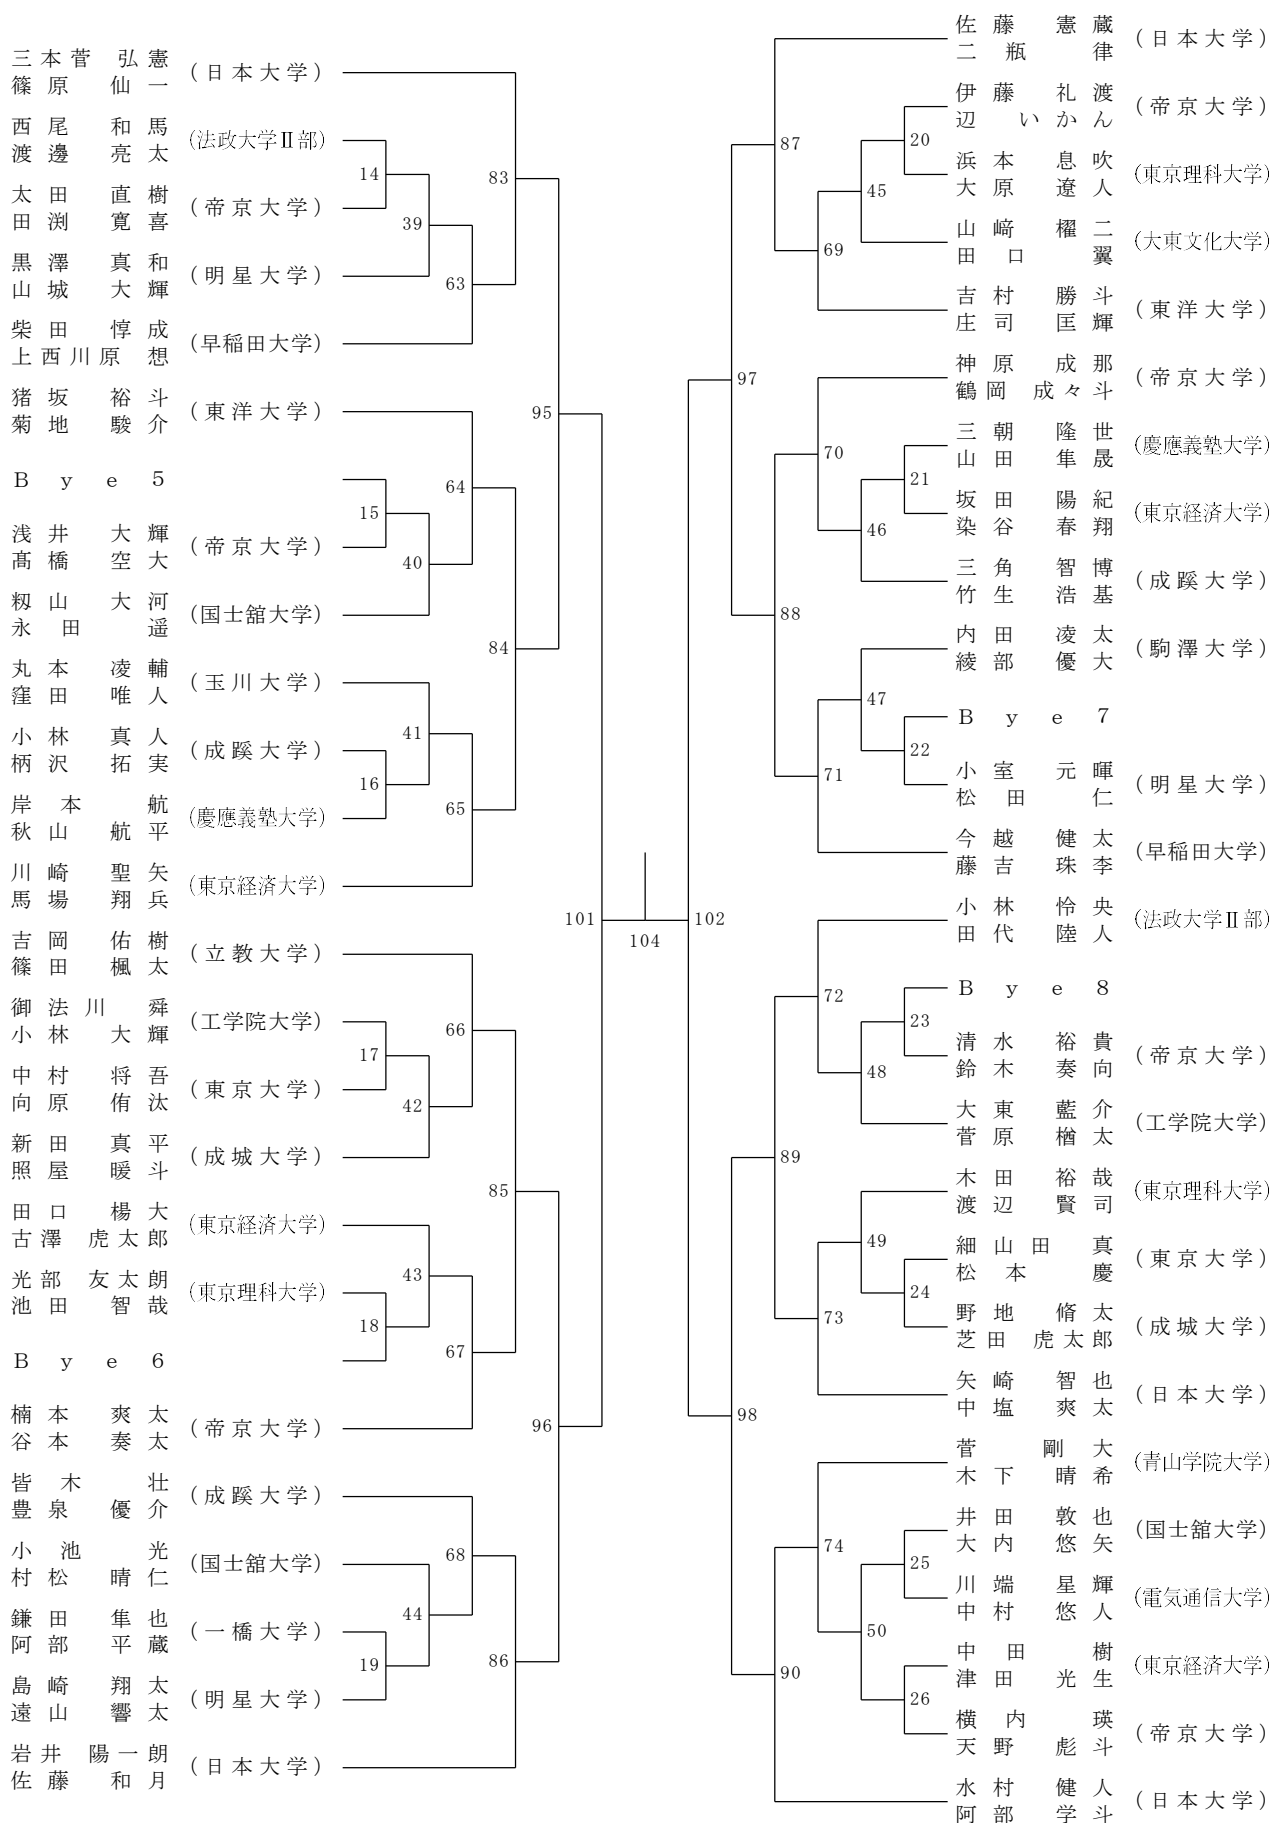 三本菅 弘憲
篠原 仙一
(日本大学)
西尾 和馬
渡邊 亮太
(法政大学Ⅱ部)
太田 直樹
田渕 寛喜
(帝京大学)
黒澤 真和
山城 大輝
(明星大学)
柴田 惇成
上西川原 想
(早稲田大学)
猪坂 裕斗
菊地 駿介
(東洋大学)
Bye5
浅井 大輝
髙橋 空大
(帝京大学)
籾山 大河
永田 遥
(国士舘大学)
丸本 凌輔
窪田 唯人
(玉川大学)
小林 真人
柄沢 拓実
(成蹊大学)
岸本 航
秋山 航平
(慶應義塾大学)
川崎 聖矢
馬場 翔兵
(東京経済大学)
吉岡 佑樹
篠田 楓太
(立教大学)
御法川 舜
小林 大輝
(工学院大学)
中村 将吾
向原 侑汰
(東京大学)
新田 真平
照屋 暖斗
(成城大学)
田口 楊大
古澤 虎太郎
(東京経済大学)
光部 友太朗
池田 智哉
(東京理科大学)
Bye6
楠本 爽太
谷本 奏太
(帝京大学)
皆木 壮
豊泉 優介
(成蹊大学)
小池 光
村松 晴仁
(国士舘大学)
鎌田 隼也
阿部 平蔵
(一橋大学)
島崎 翔太
遠山 響太
(明星大学)
岩井 陽一朗
佐藤 和月
(日本大学)
14
15
16
17
18
19
39
40
41
42
43
44
63
64
65
66
67
68
83
84
85
86
95
96
101
104
102
97
98
87
88
89
90
69
70
71
72
73
74
45
46
47
48
49
50
20
21
22
23
24
25
26
佐藤 憲蔵
二瓶 律
(日本大学)
伊藤 礼渡
辺 いかん
(帝京大学)
浜本 息吹
大原 遼人
(東京理科大学)
山﨑 櫂二
田口 翼
(大東文化大学)
吉村 勝斗
庄司 匡輝
(東洋大学)
神原 成那
鶴岡 成々斗
(帝京大学)
三朝 隆世
山田 隼晟
(慶應義塾大学)
坂田 陽紀
染谷 春翔
(東京経済大学)
三角 智博
竹生 浩基
(成蹊大学)
内田 凌太
綾部 優大
(駒澤大学)
Bye7
小室 元暉
松田 仁
(明星大学)
今越 健太
藤吉 珠李
(早稲田大学)
小林 怜央
田代 陸人
(法政大学Ⅱ部)
Bye8
清水 裕貴
鈴木 奏向
(帝京大学)
大東 藍介
菅原 楢太
(工学院大学)
木田 裕哉
渡辺 賢司
(東京理科大学)
細山田 真
松本 慶
(東京大学)
野地 脩太
芝田 虎太郎
(成城大学)
矢崎 智也
中塩 爽太
(日本大学)
菅 剛大
木下 晴希
(青山学院大学)
井田 敦也
大内 悠矢
(国士舘大学)
川端 星輝
中村 悠人
(電気通信大学)
中田 樹
津田 光生
(東京経済大学)
横内 瑛
天野 彪斗
(帝京大学)
水村 健人
阿部 学斗
(日本大学)